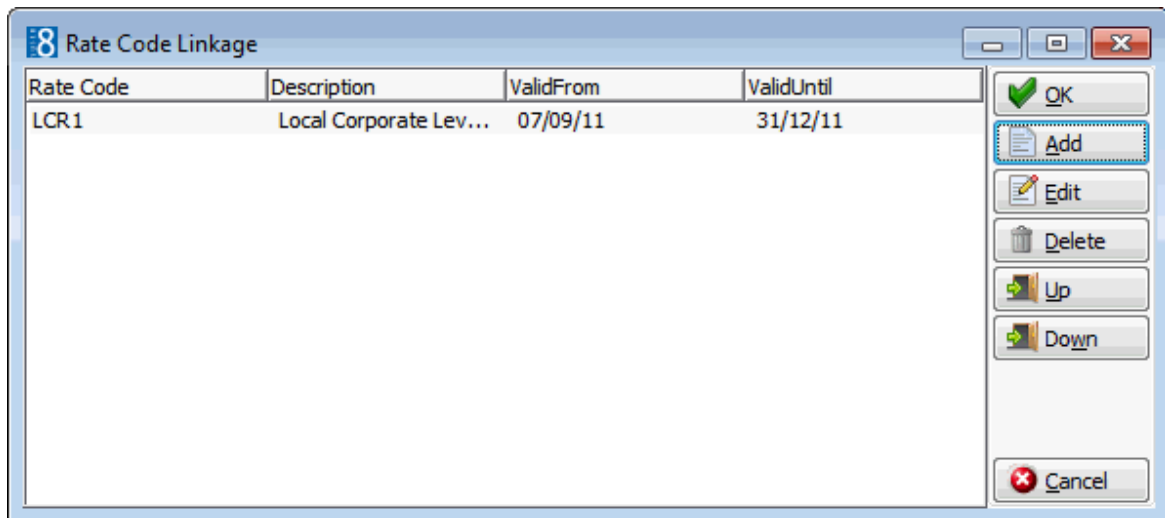 8 Rate Code Linkage
Rate Code Description ValidFrom ValidUntil
LCR1 Local Corporate Lev... 07/09/11 31/12/11
OK
Add
Edit
Delete
Up
Down
Cancel